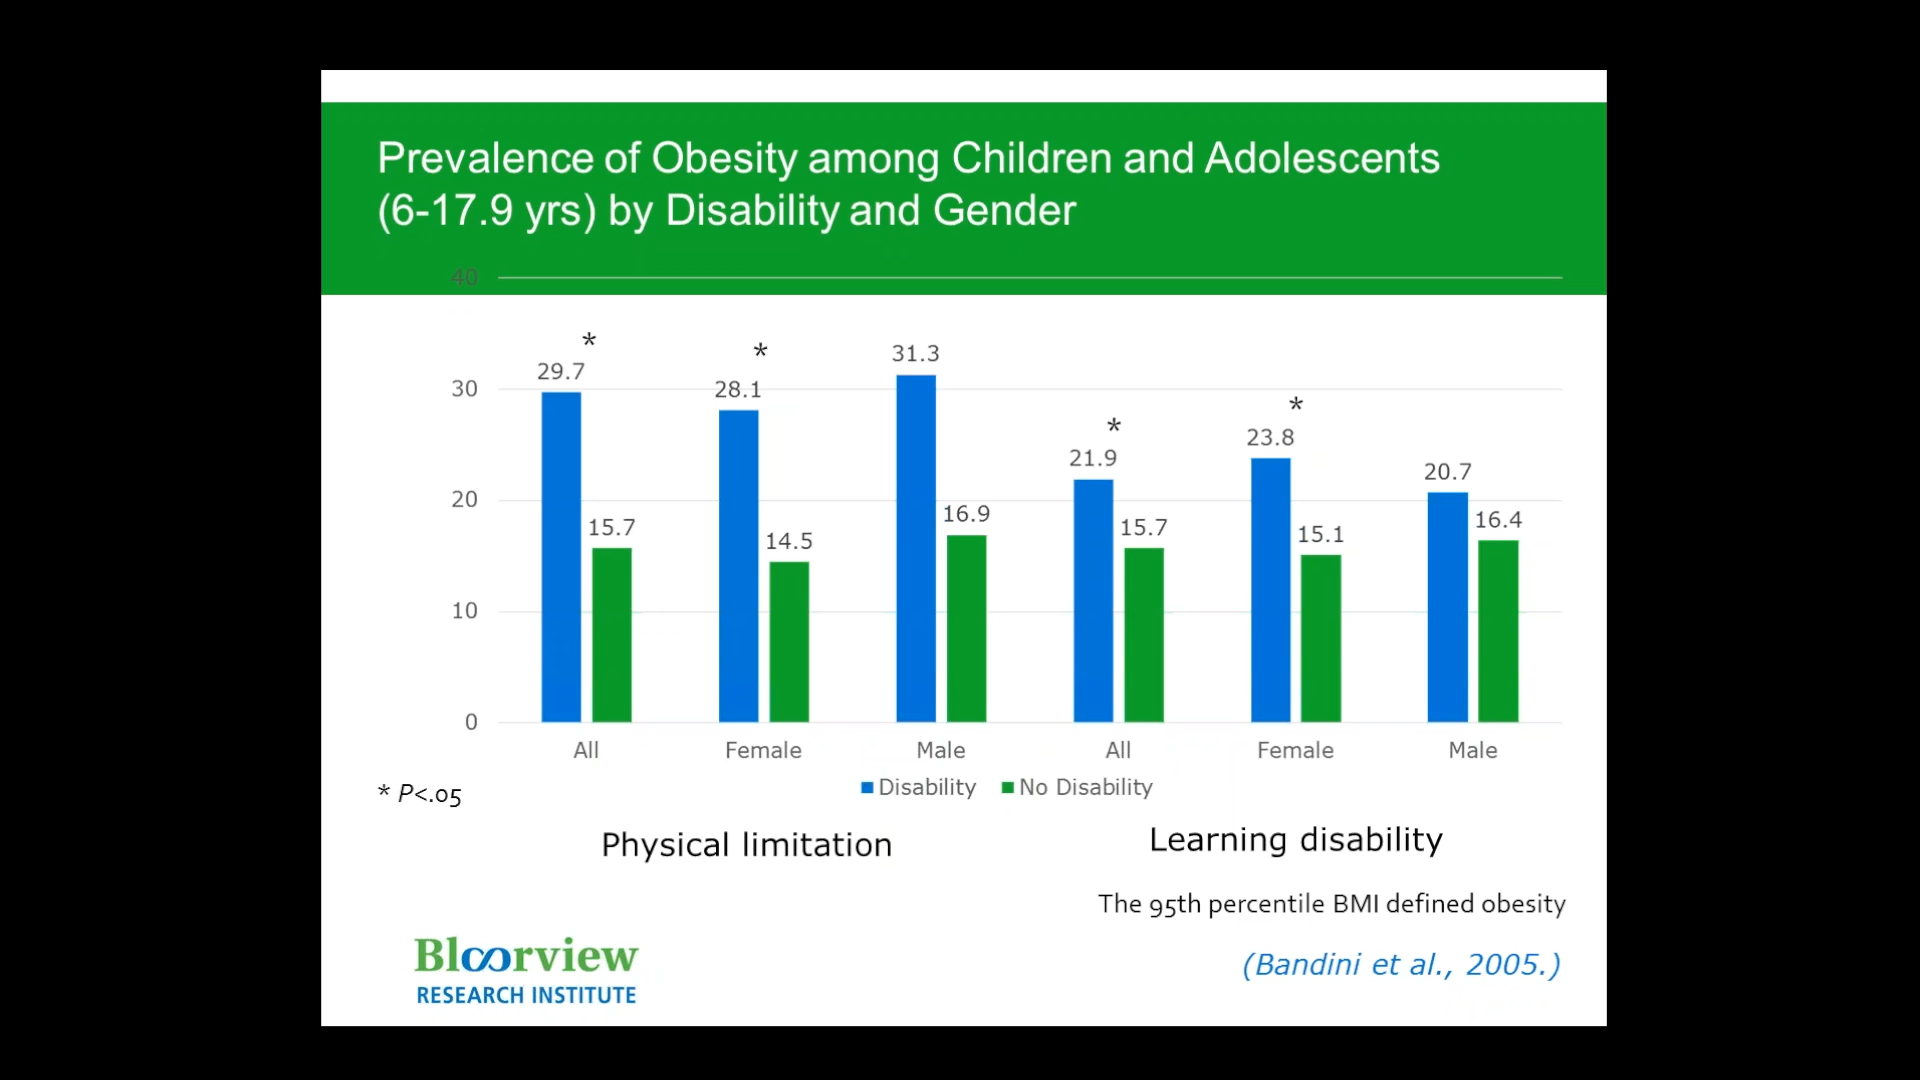 Prevalence of Obesity among Children and Adolescents
(6-17.9 yrs) by Disability and Gender
40
30
20
10
0
*
29.7
15.7
*
28.1
14.5
31.3
16.9
*
21.9
15.7
*
23.8
15.1
20.7
16.4
All
Female
Male
All
Female
Male
Disability
No Disability
* P<.05
Physical limitation
Learning disability
The 95th percentile BMI defined obesity
(Bandini et al., 2005.)
Bloorview
RESEARCH INSTITUTE